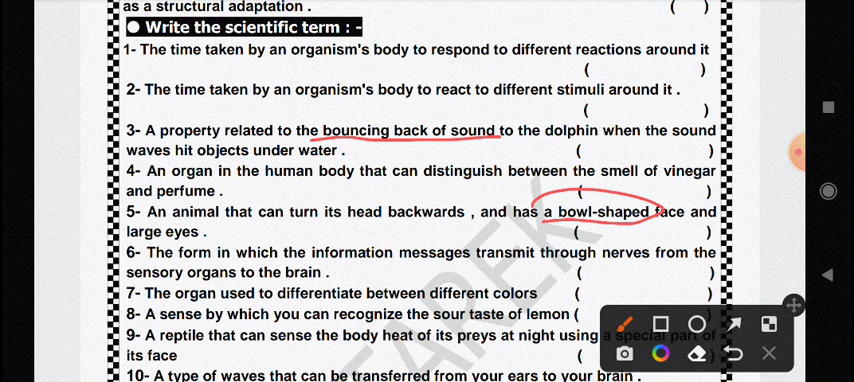 as a structural adaptation . ( )
● Write the scientific term : -
1- The time taken by an organism's body to respond to different reactions around it
( )
2- The time taken by an organism's body to react to different stimuli around it .
( )
3- A property related to the bouncing back of sound to the dolphin when the sound
waves hit objects under water . ( )
4- An organ in the human body that can distinguish between the smell of vinegar
and perfume . ( )
5- An animal that can turn its head backwards , and has a bowl-shaped face and
large eyes . ( )
6- The form in which the information messages transmit through nerves from the
sensory organs to the brain . ( )
7- The organ used to differentiate between different colors ( )
8- A sense by which you can recognize the sour taste of lemon ( )
9- A reptile that can sense the body heat of its preys at night using a special part of
its face (
10- A type of waves that can be transferred from your ears to your brain .
TAREK